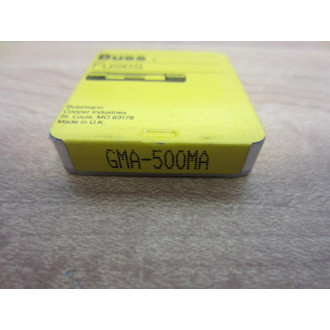 Buss
Fuses
Bussmann
Cooper Industries
St. Louis, MO 63178
Made in U.K.
GMA-500MA